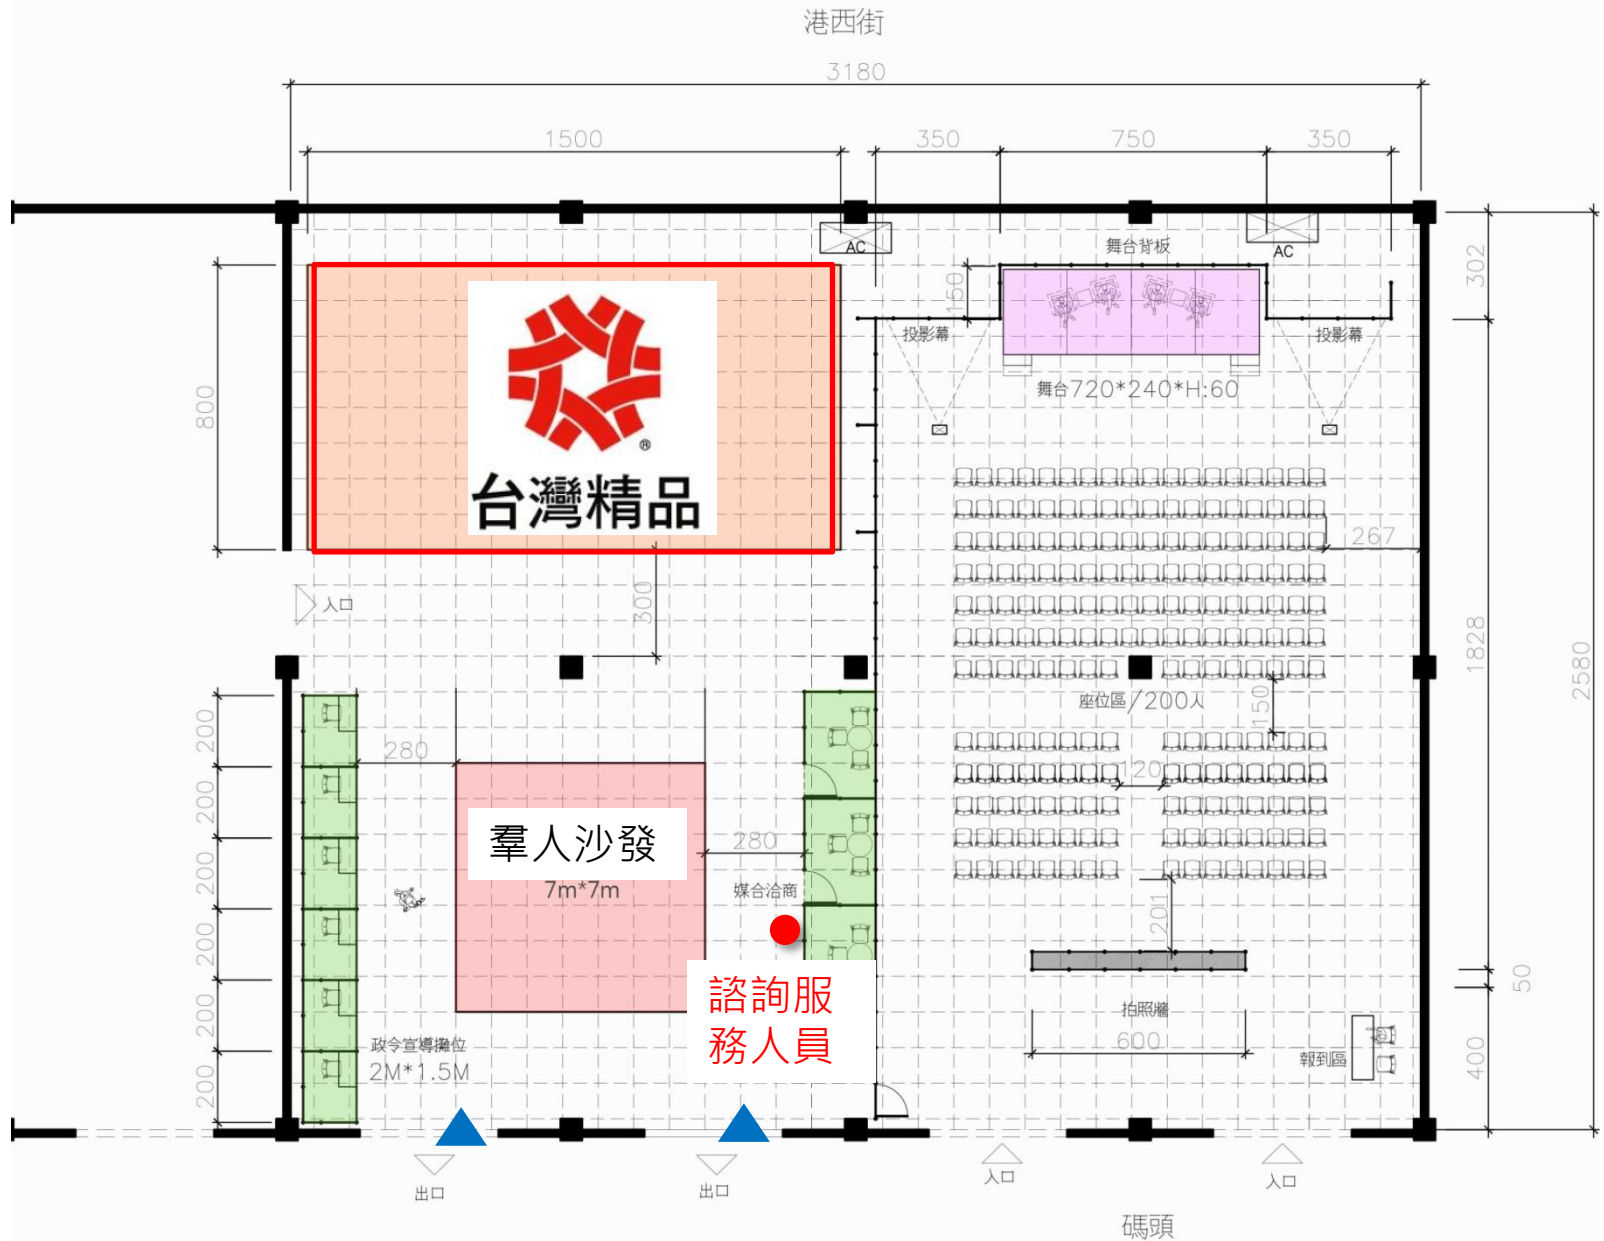 港西街
3180
1500
350
750
350
AC
舞台背板
AC
302
150
投影幕
投影幕
舞台720*240*H:60
800
®
台灣精品
267
入口
300
1828
2580
座位區/200人
150
200
280
120
200
羣人沙發
280
200
7m*7m
媒合洽商
200
201
諮詢服
務人員
50
200
拍照牆
600
政令宣導攤位
2M*1.5M
報到區
400
200
出口
出口
入口
入口
碼頭